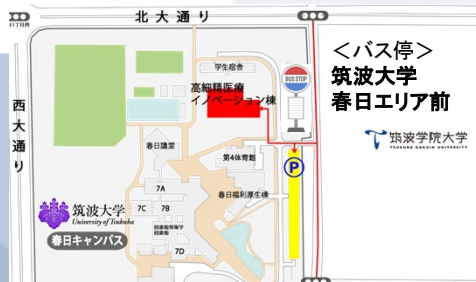 北大通り
西大通り
学生宿舎
高細精医療
イノベーション棟
BUS STOP
<バス停>
筑波大学
春日エリア前
筑波学院大学
TSUKUBA GAKUIN UNIVERSITY
春日講堂
第4体育館
P
7A
春日福利厚生棟
7C
7B
7D
筑波大学
University of Tsukuba
春日キャンパス